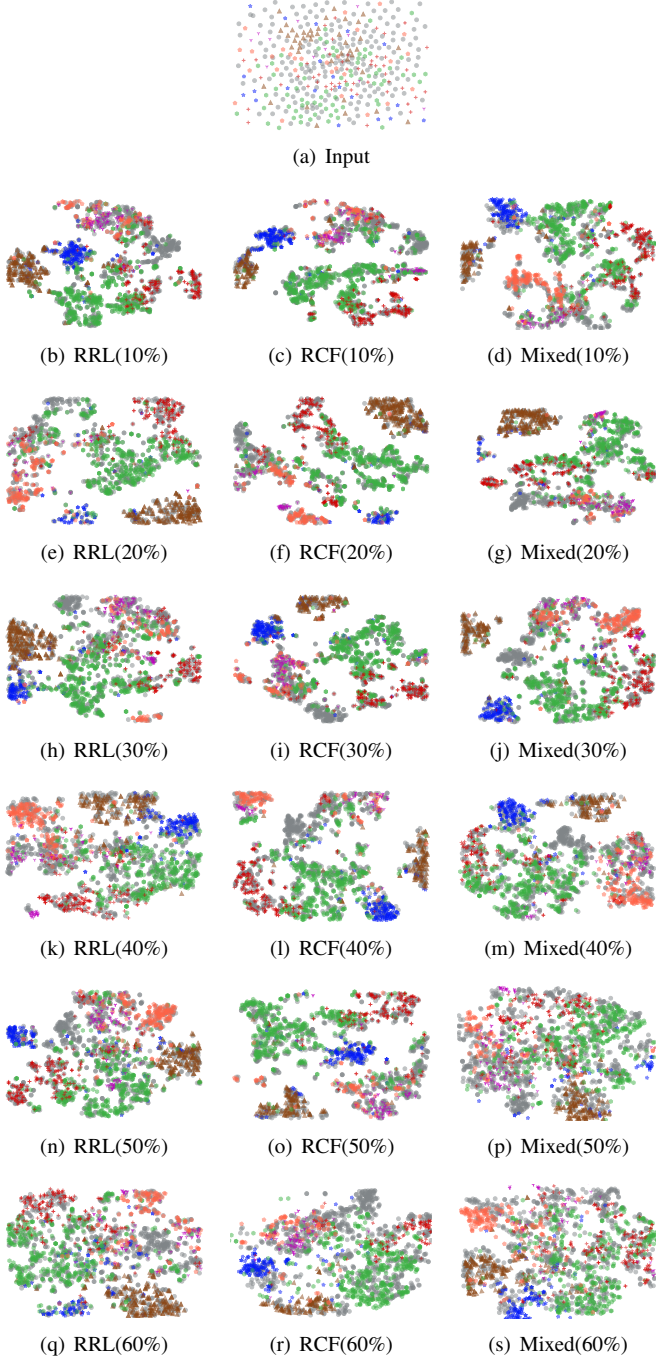 (a) Input
(b) RRL(10%) (c) RCF(10%) (d) Mixed(10%)
(e) RRL(20%) (f) RCF(20%) (g) Mixed(20%)
(h) RRL(30%) (i) RCF(30%) (j) Mixed(30%)
(k) RRL(40%) (l) RCF(40%) (m) Mixed(40%)
(n) RRL(50%) (o) RCF(50%) (p) Mixed(50%)
(q) RRL(60%) (r) RCF(60%) (s) Mixed(60%)